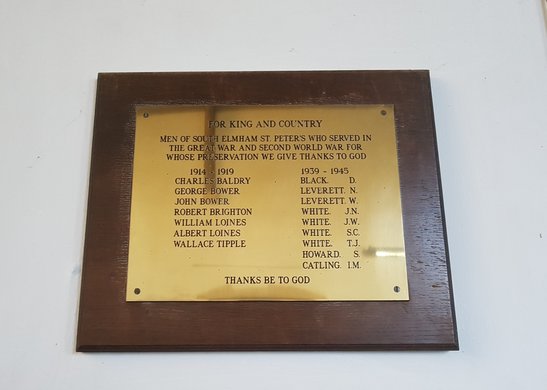 FOR KING AND COUNTRY
MEN OF SOUTH ELMHAM ST. PETER'S WHO SERVED IN
THE GREAT WAR AND SECOND WORLD WAR FOR
WHOSE PRESERVATION WE GIVE THANKS TO GOD
1914 - 1919
CHARLES BALDRY
GEORGE BOWER
JOHN BOWER
ROBERT BRIGHTON
WILLIAM LOINES
ALBERT LOINES
WALLACE TIPPLE
1939 - 1945
BLACK. D.
LEVERETT. N.
LEVERETT. W.
WHITE. J.N.
WHITE. J.W.
WHITE. S.C.
WHITE. T.J.
HOWARD. S.
CATLING. I.M.
THANKS BE TO GOD